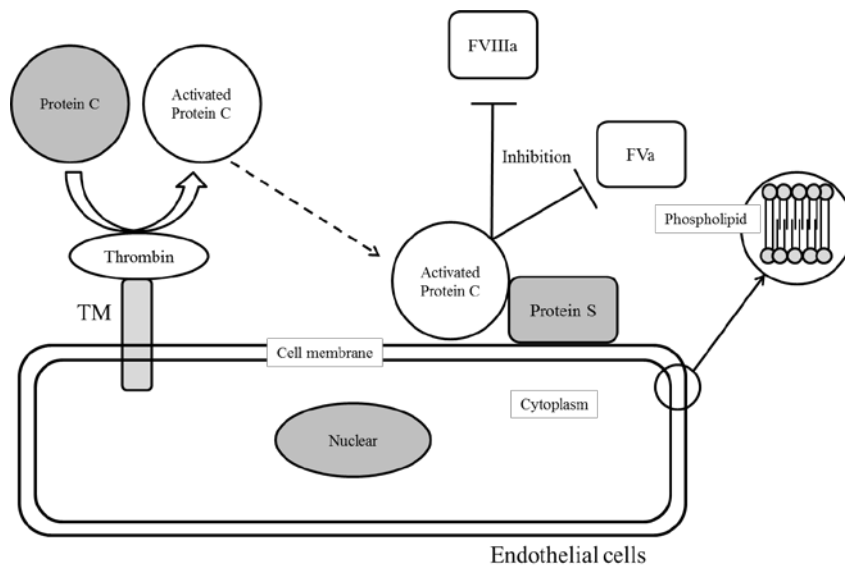 FVIIIa
Protein C
Activated
Protein C
Inhibition
FVa
Phospholipid
Thrombin
Activated
Protein C
TM
Protein S
Cell membrane
Cytoplasm
Nuclear
Endothelial cells